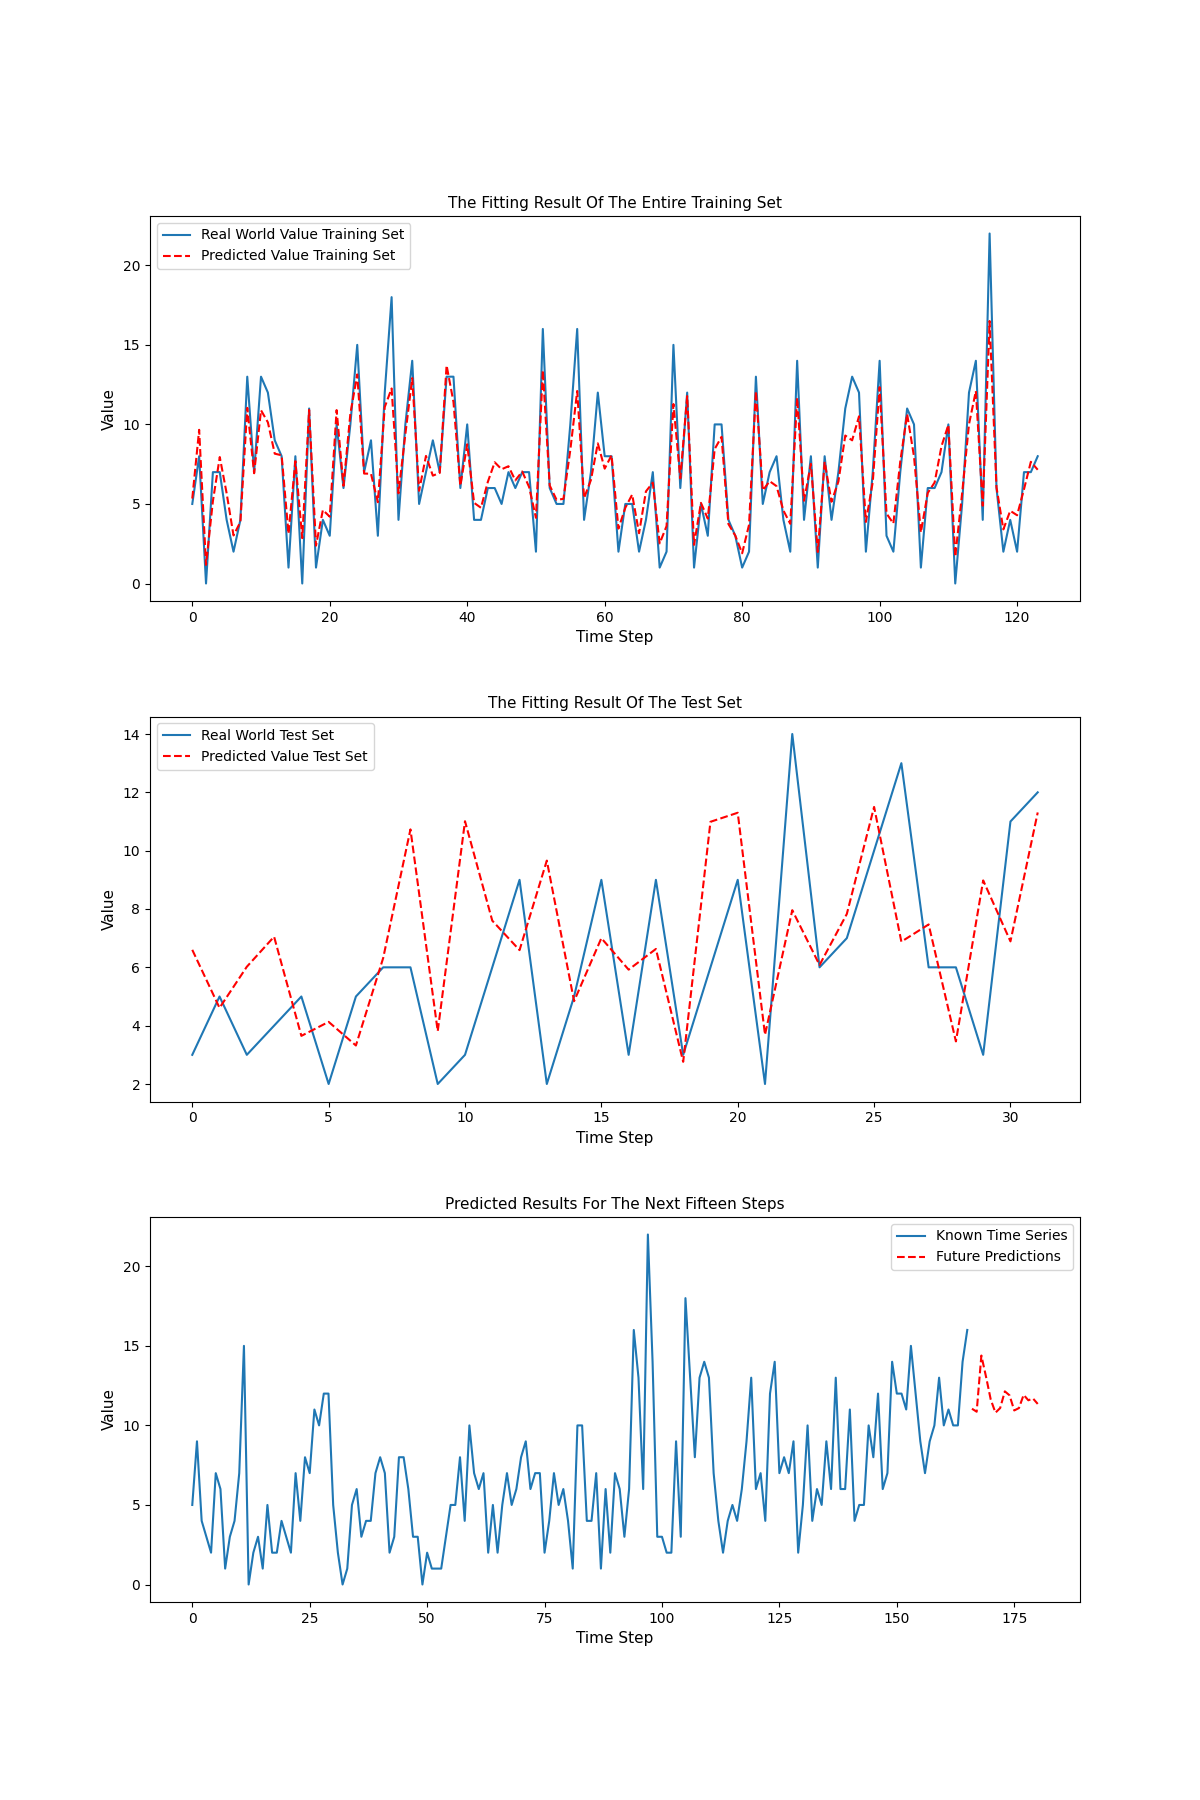 The Fitting Result Of The Entire Training Set
Real World Value Training Set
Predicted Value Training Set
Value
20
15
10
5
0
0 20 40 60 80 100 120
Time Step
The Fitting Result Of The Test Set
Real World Test Set
Predicted Value Test Set
Value
14
12
10
8
6
4
2
0 5 10 15 20 25 30
Time Step
Predicted Results For The Next Fifteen Steps
Known Time Series
Future Predictions
Value
20
15
10
5
0
0 25 50 75 100 125 150 175
Time Step